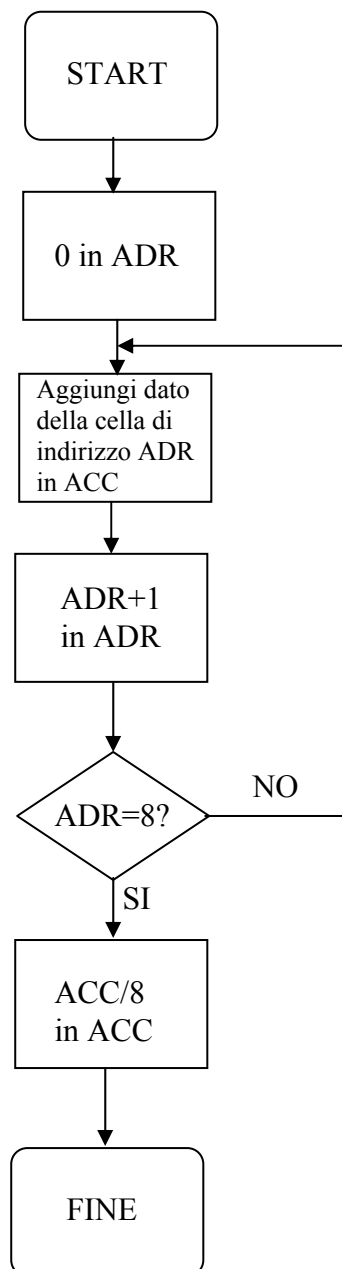 START
0 in ADR
Aggiungi dato
della cella di
indirizzo ADR
in ACC
ADR+1
in ADR
ADR=8?
NO
SI
ACC/8
in ACC
FINE